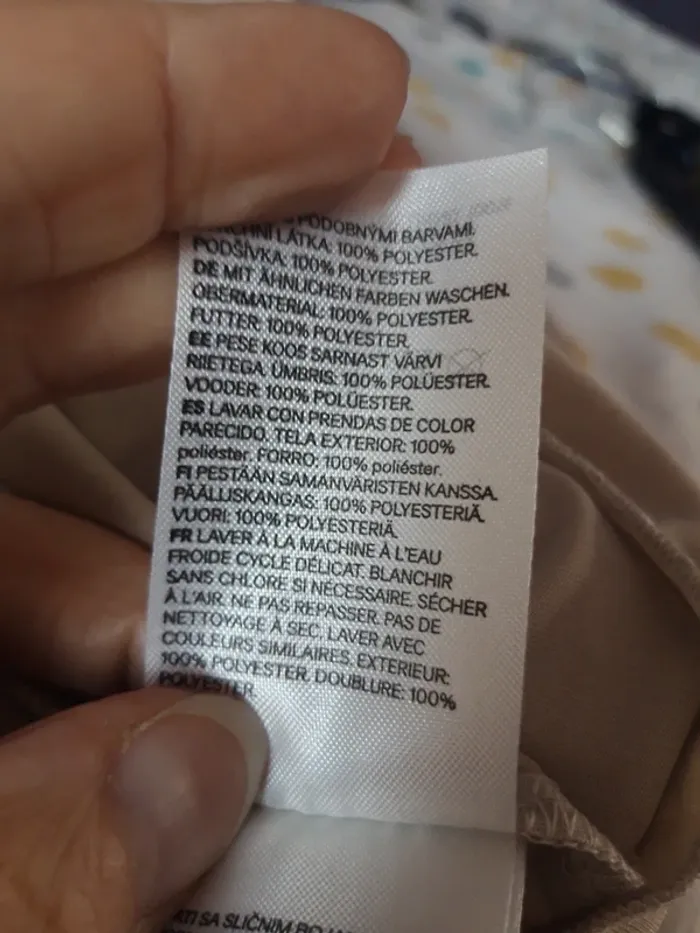 PODOBNÝMI BARVAMI.
LÁTKA: 100% POLYESTER.
PODŠÍVKA: 100% POLYESTER.
DE MIT ÄHNLICHEN FARBEN WASCHEN.
OBERMATERIAL: 100% POLYESTER.
FUTTER: 100% POLYESTER.
EE PESE KOOS SARNAST VÄRVI
RIIETEGA. ÜMBRIS: 100% POLÜESTER.
VOODER: 100% POLÜESTER.
ES LAVAR CON PRENDAS DE COLOR
PARECIDO. TELA EXTERIOR: 100%
poliéster. FORRO: 100% poliéster.
FI PESTÄÄN SAMANVÄRISTEN KANSSA.
PÄÄLLISKANGAS: 100% POLYESTERIÄ.
VUORI: 100% POLYESTERIÄ.
FR LAVER À LA MACHINE À L'EAU
FROIDE CYCLE DÉLICAT. BLANCHIR
SANS CHLORE SI NÉCESSAIRE. SÉCHER
À L'AIR. NE PAS REPASSER. PAS DE
NETTOYAGE À SEC. LAVER AVEC
COULEURS SIMILAIRES. EXTERIEUR:
100% POLYESTER. DOUBLURE: 100%
POLYESTER.
SA SLIČNIM